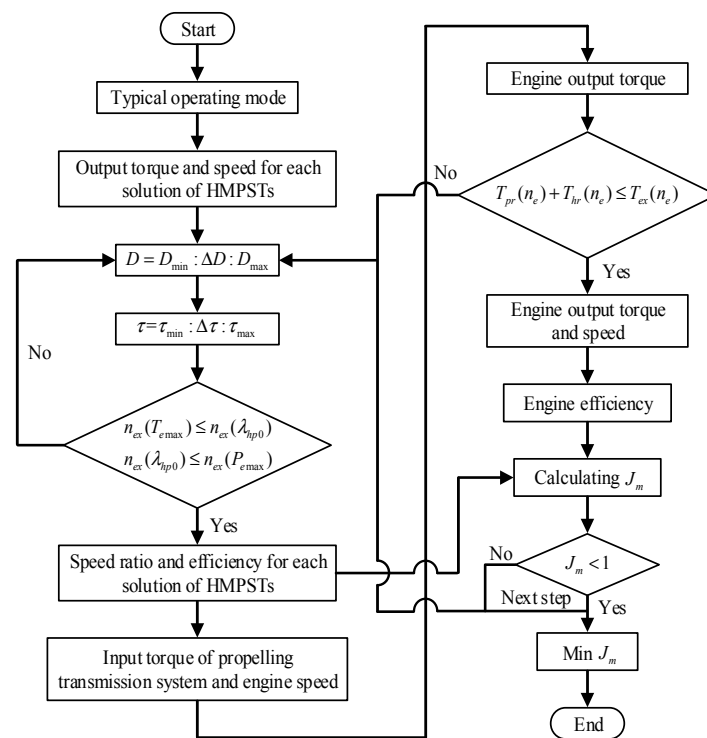 Start
Typical operating mode
Output torque and speed for each
solution of HMPSTs
D = D_min : ΔD : D_max
τ=τ_min : Δτ : τ_max
No
n_ex(T_emax) ≤ n_ex(λ_hp0)
n_ex(λ_hp0) ≤ n_ex(P_emax)
Yes
Speed ratio and efficiency for each
solution of HMPSTs
Input torque of propelling
transmission system and engine speed
Engine output torque
No
T_pr(n_e)+T_hr(n_e) ≤ T_ex(n_e)
Yes
Engine output torque
and speed
Engine efficiency
Calculating J_m
No
J_m < 1
Next step
Yes
Min J_m
End